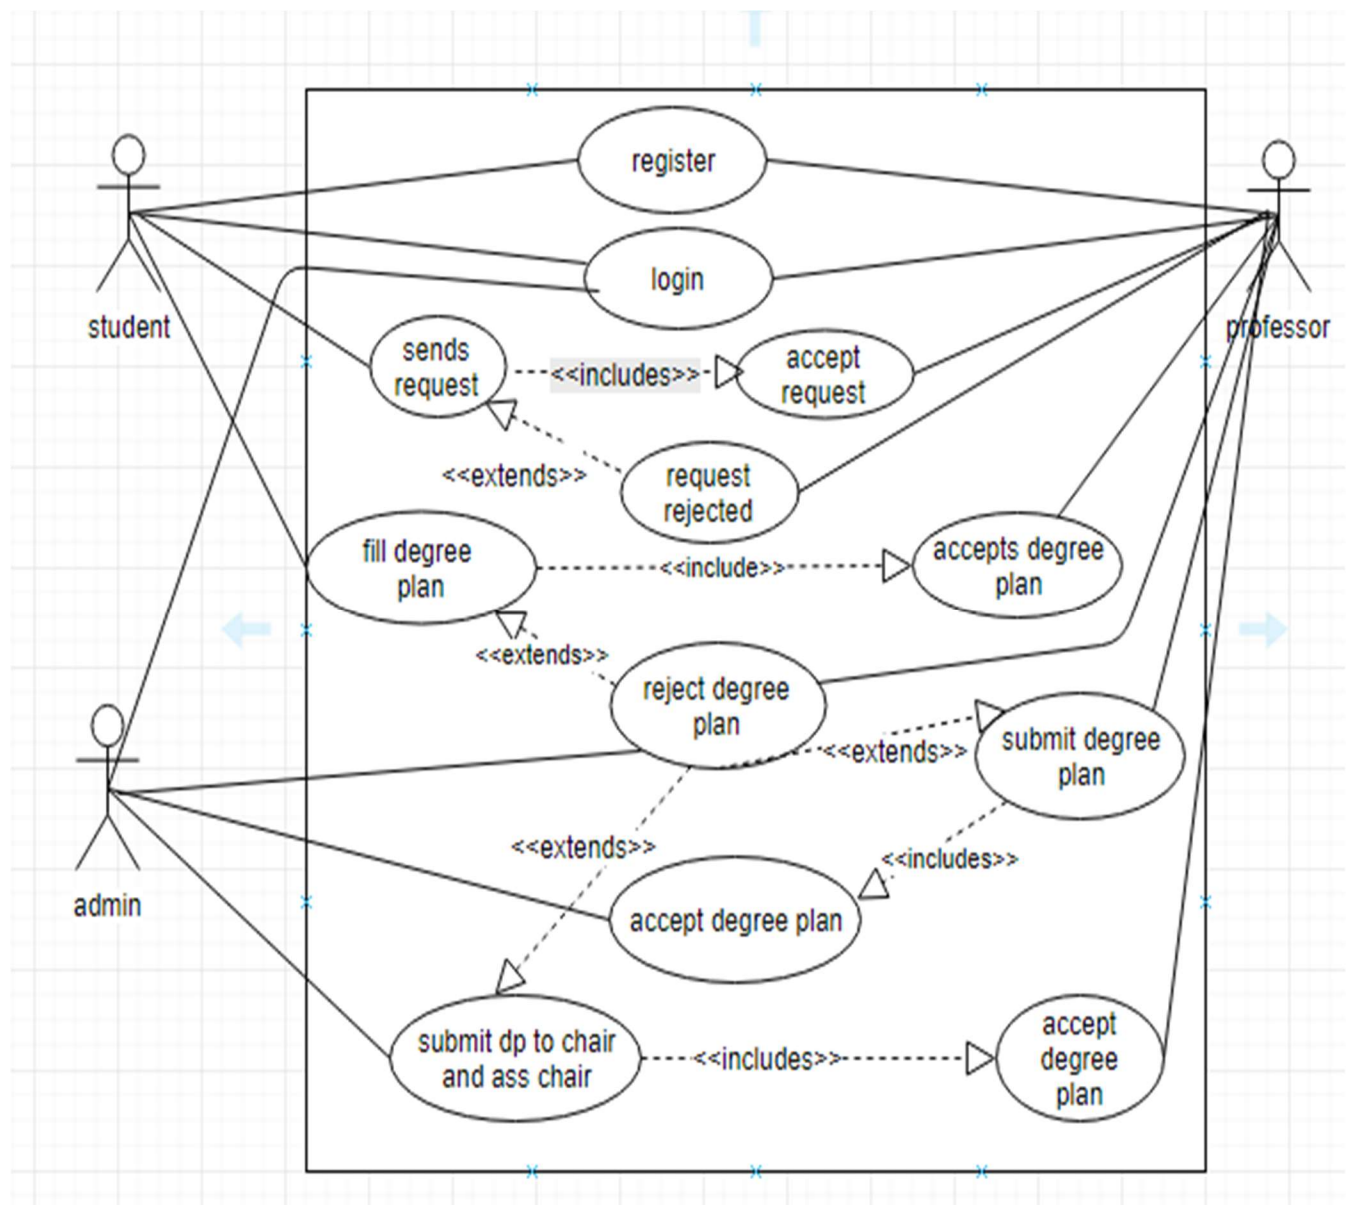 register
login
student
professor
sends
request
<<includes>>
accept
request
<<extends>>
request
rejected
fill degree
plan
<<include>>
accepts degree
plan
<<extends>>
reject degree
plan
<<extends>>
submit degree
plan
<<extends>>
<<includes>>
admin
accept degree plan
submit dp to chair
and ass chair
<<includes>>
accept
degree
plan